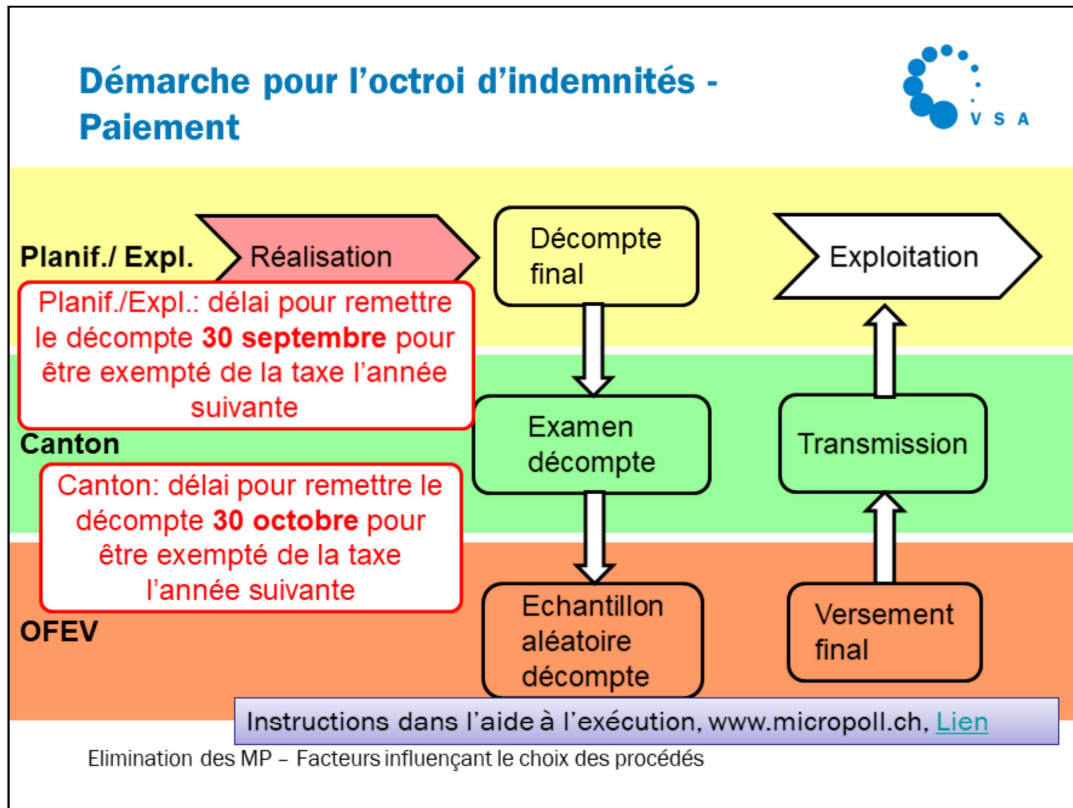 Démarche pour l'octroi d'indemnités -
Paiement
V S A
Planif./ Expl.
Réalisation
Décompte
final
Exploitation
Planif./Expl.: délai pour remettre
le décompte 30 septembre pour
être exempté de la taxe l'année
suivante
Canton
Examen
décompte
Transmission
Canton: délai pour remettre le
décompte 30 octobre pour
être exempté de la taxe
l'année suivante
OFEV
Echantillon
aléatoire
décompte
Versement
final
Instructions dans l'aide à l'exécution, www.micropoll.ch, Lien
Elimination des MP – Facteurs influençant le choix des procédés